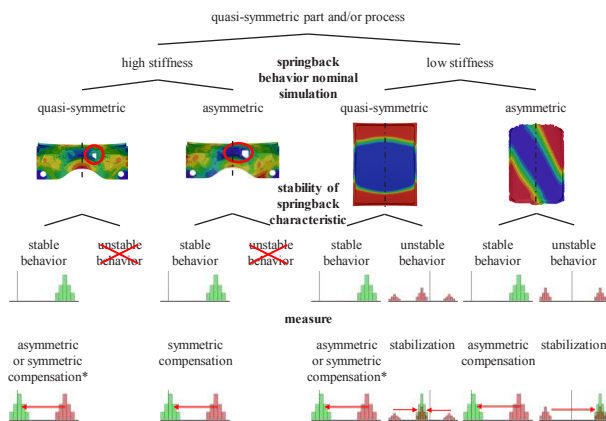 quasi-symmetric part and/or process
high stiffness
springback
behavior nominal
simulation
low stiffness
quasi-symmetric
asymmetric
quasi-symmetric
asymmetric
stability of
springback
characteristic
stable
behavior
unstable
behavior
stable
behavior
unstable
behavior
stable
behavior
unstable
behavior
stable
behavior
unstable
behavior
measure
asymmetric
or symmetric
compensation*
symmetric
compensation
asymmetric
or symmetric
compensation*
stabilization
asymmetric
compensation
stabilization